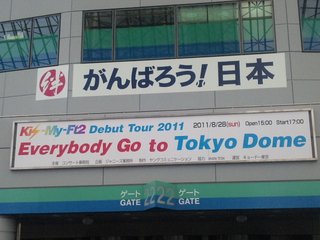 絆 がんばろう!日本
Kis-My-Ft2 Debut Tour 2011 2011/8/28(sun) Open15:00 Start17:00
Everybody Go to Tokyo Dome
ゲート 22 ゲート
GATE GATE